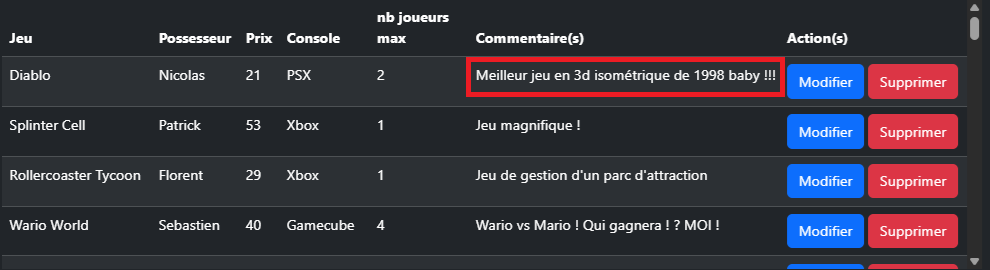 Jeu Possesseur Prix Console nb joueurs max Commentaire(s) Action(s)
Diablo Nicolas 21 PSX 2 Meilleur jeu en 3d isométrique de 1998 baby !!! Modifier Supprimer
Splinter Cell Patrick 53 Xbox 1 Jeu magnifique ! Modifier Supprimer
Rollercoaster Tycoon Florent 29 Xbox 1 Jeu de gestion d'un parc d'attraction Modifier Supprimer
Wario World Sebastien 40 Gamecube 4 Wario vs Mario ! Qui gagnera ! ? MOI ! Modifier Supprimer